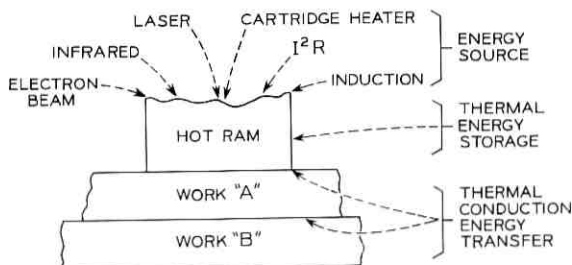 LASER
CARTRIDGE HEATER
INFRARED
I²R
ELECTRON
BEAM
INDUCTION
ENERGY
SOURCE
HOT RAM
THERMAL
ENERGY
STORAGE
WORK "A"
WORK "B"
THERMAL
CONDUCTION
ENERGY
TRANSFER